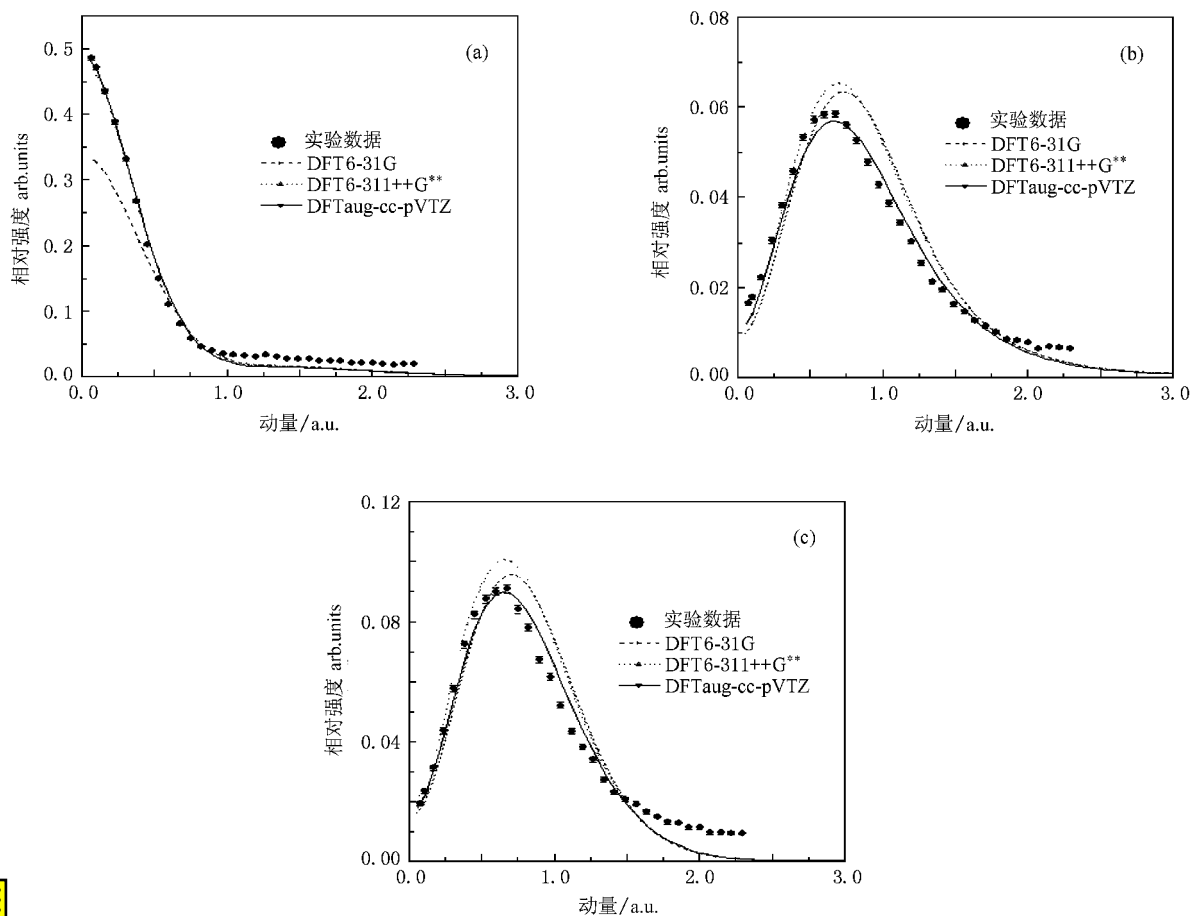 (a)
0.5
0.4
0.3
0.2
0.1
0.0
相对强度 arb.units
实验数据
DFT6-31G
DFT6-311++G**
DFTaug-cc-pVTZ
0.0 1.0 2.0 3.0
动量/a.u.
(b)
0.08
0.06
0.04
0.02
0.00
相对强度 arb.units
实验数据
DFT6-31G
DFT6-311++G**
DFTaug-cc-pVTZ
0.0 1.0 2.0 3.0
动量/a.u.
(c)
0.12
0.08
0.04
0.00
相对强度 arb.units
实验数据
DFT6-31G
DFT6-311++G**
DFTaug-cc-pVTZ
0.0 1.0 2.0 3.0
动量/a.u.